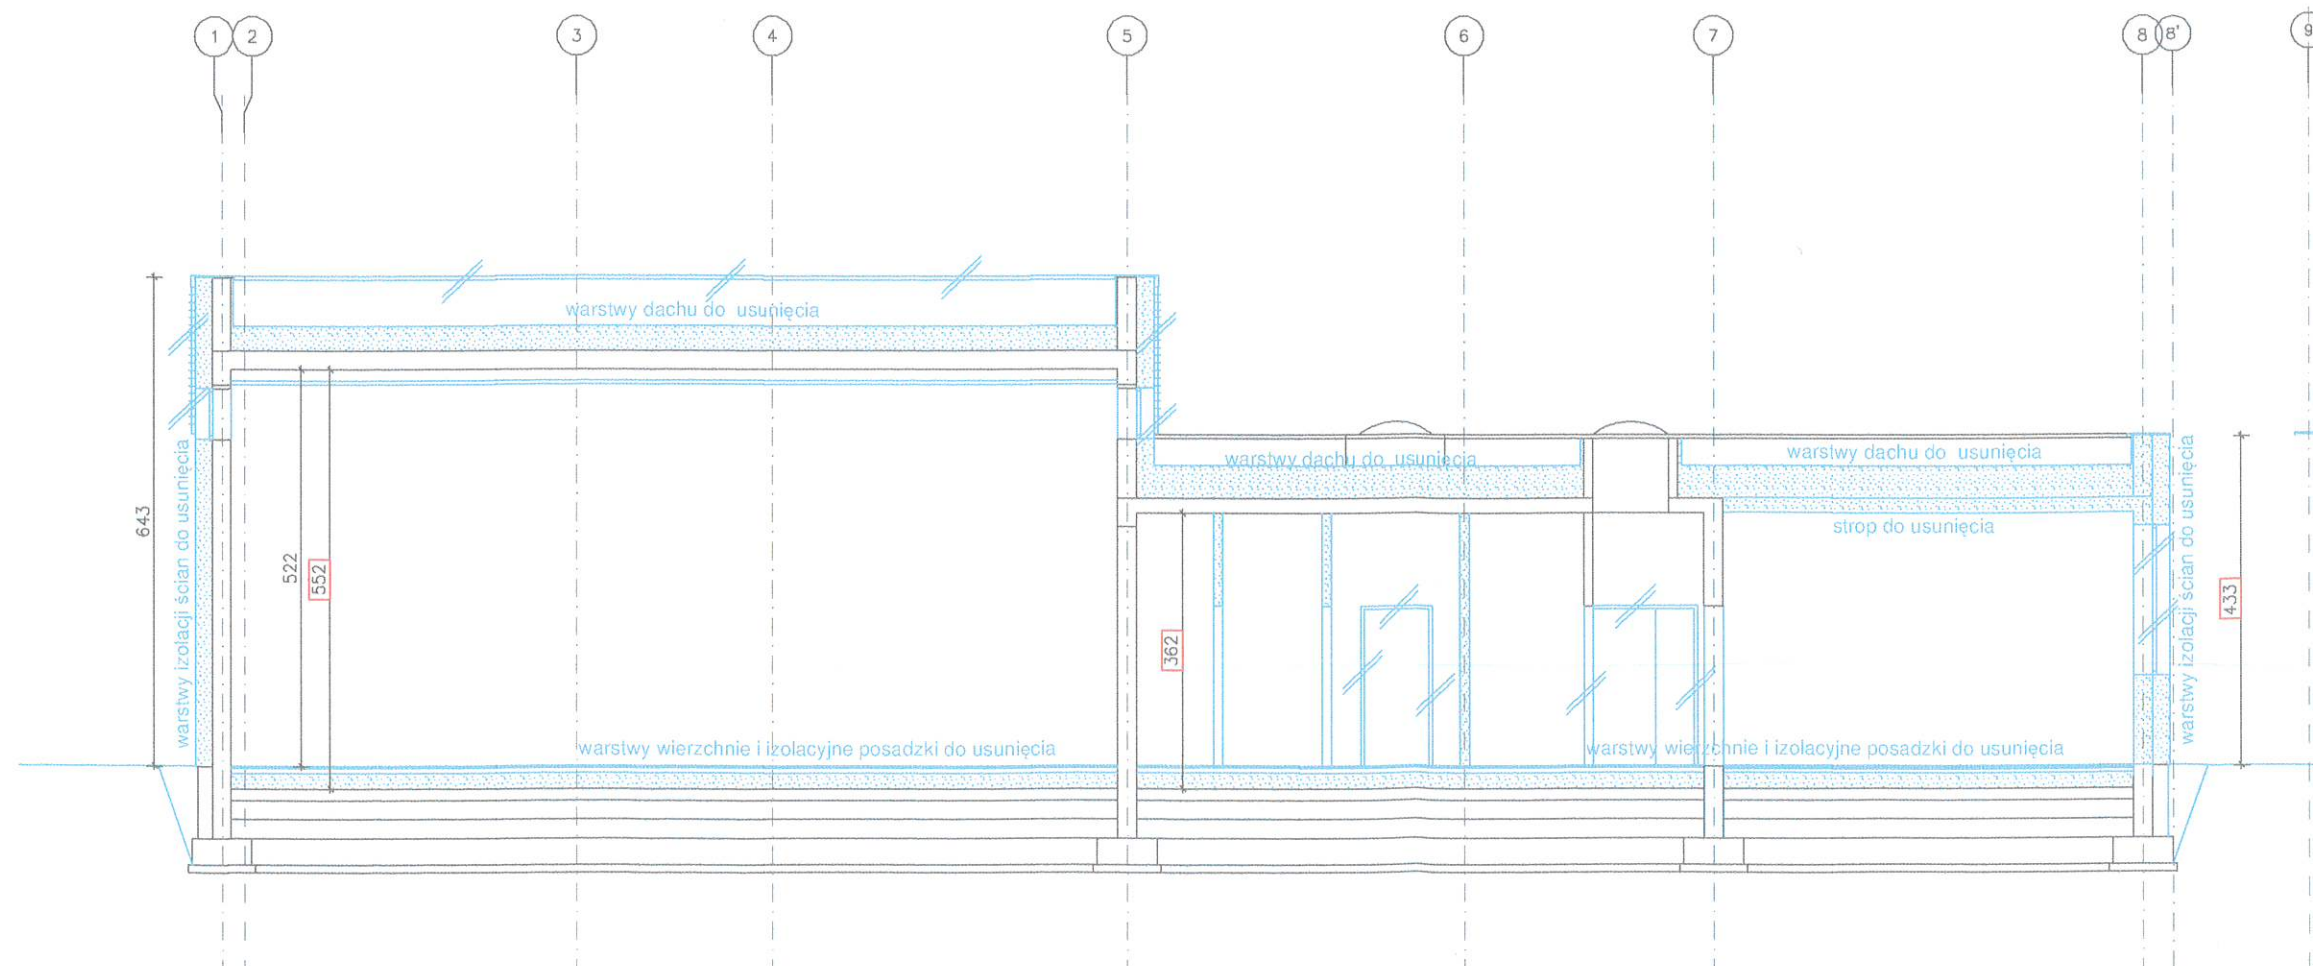 1
2
3
4
5
6
7
8
8'
9
warstwy dachu do usunięcia
warstwy dachu do usunięcia
warstwy dachu do usunięcia
strop do usunięcia
warstwy izolacji ścian do usunięcia
warstwy izolacji ścian do usunięcia
643
522
552
362
433
warstwy wierzchnie i izolacyjne posadzki do usunięcia
warstwy wierzchnie i izolacyjne posadzki do usunięcia